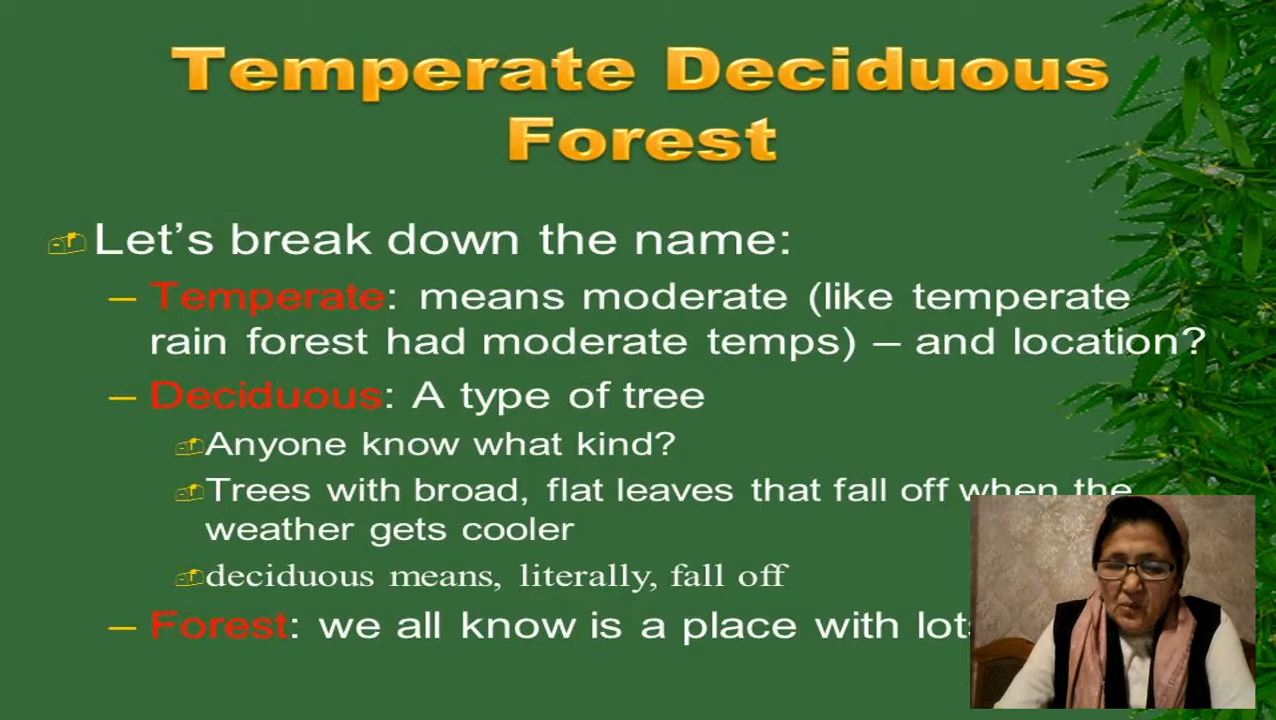 Temperate Deciduous
Forest
Let's break down the name:
– Temperate: means moderate (like temperate
rain forest had moderate temps) – and location?
– Deciduous: A type of tree
Anyone know what kind?
Trees with broad, flat leaves that fall off when the
weather gets cooler
deciduous means, literally, fall off
– Forest: we all know is a place with lots